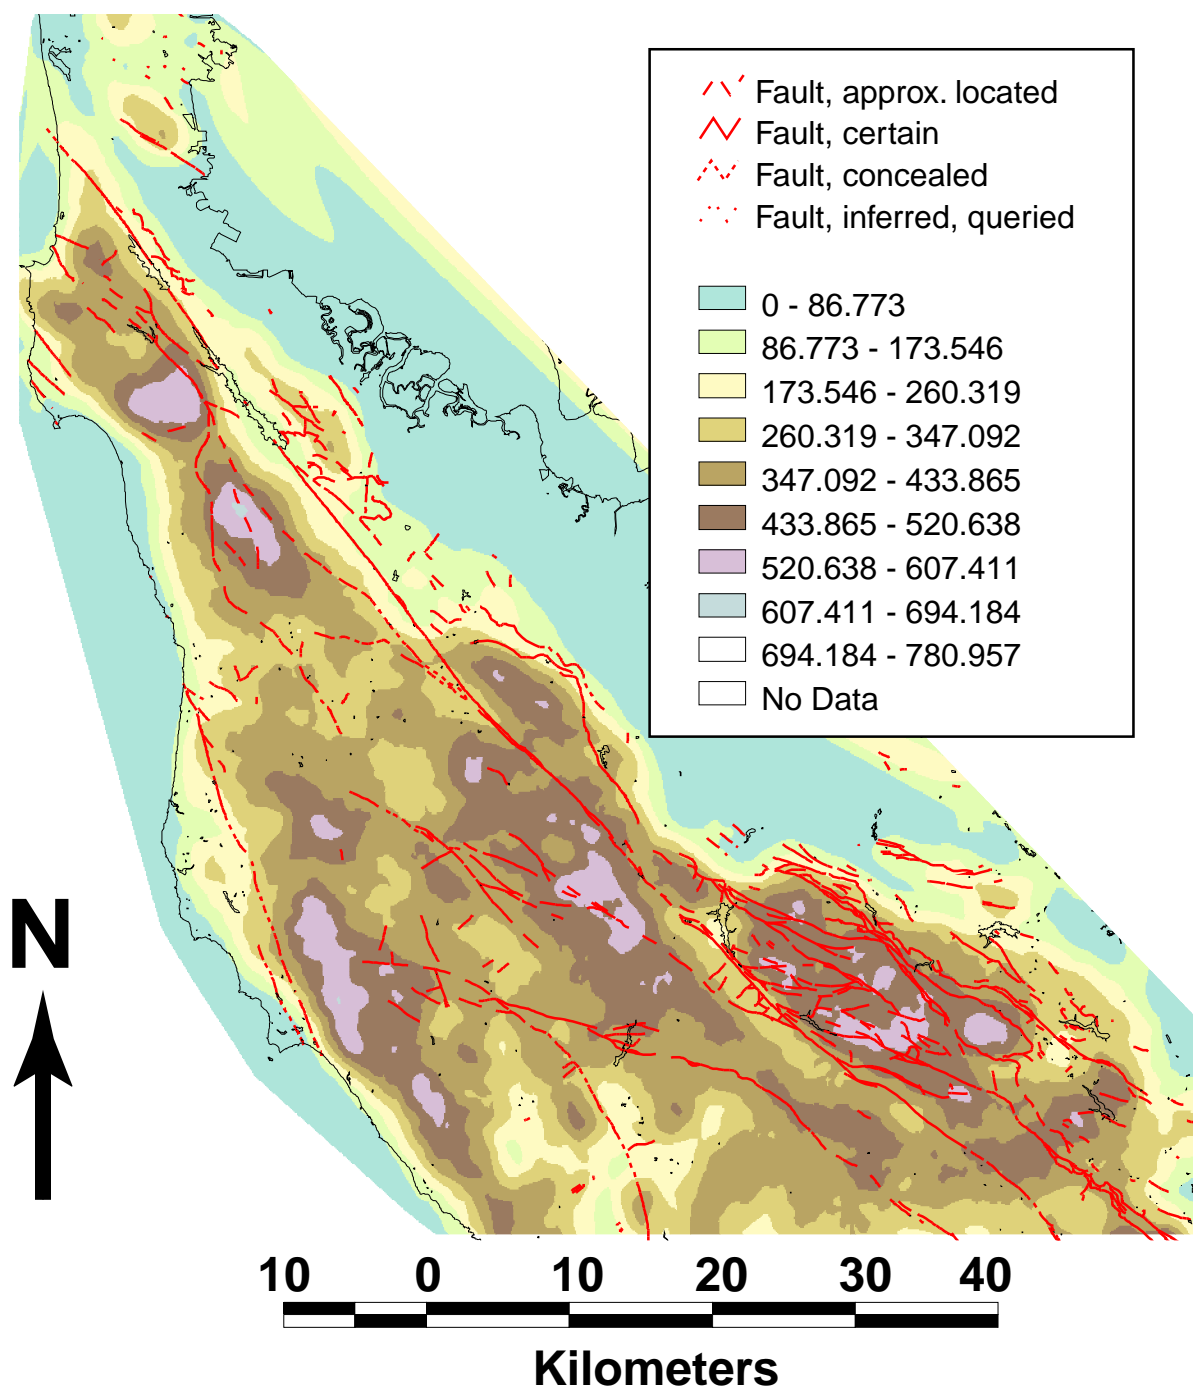 Fault, approx. located
Fault, certain
Fault, concealed
Fault, inferred, queried
0 - 86.773
86.773 - 173.546
173.546 - 260.319
260.319 - 347.092
347.092 - 433.865
433.865 - 520.638
520.638 - 607.411
607.411 - 694.184
694.184 - 780.957
No Data
N
10 0 10 20 30 40
Kilometers